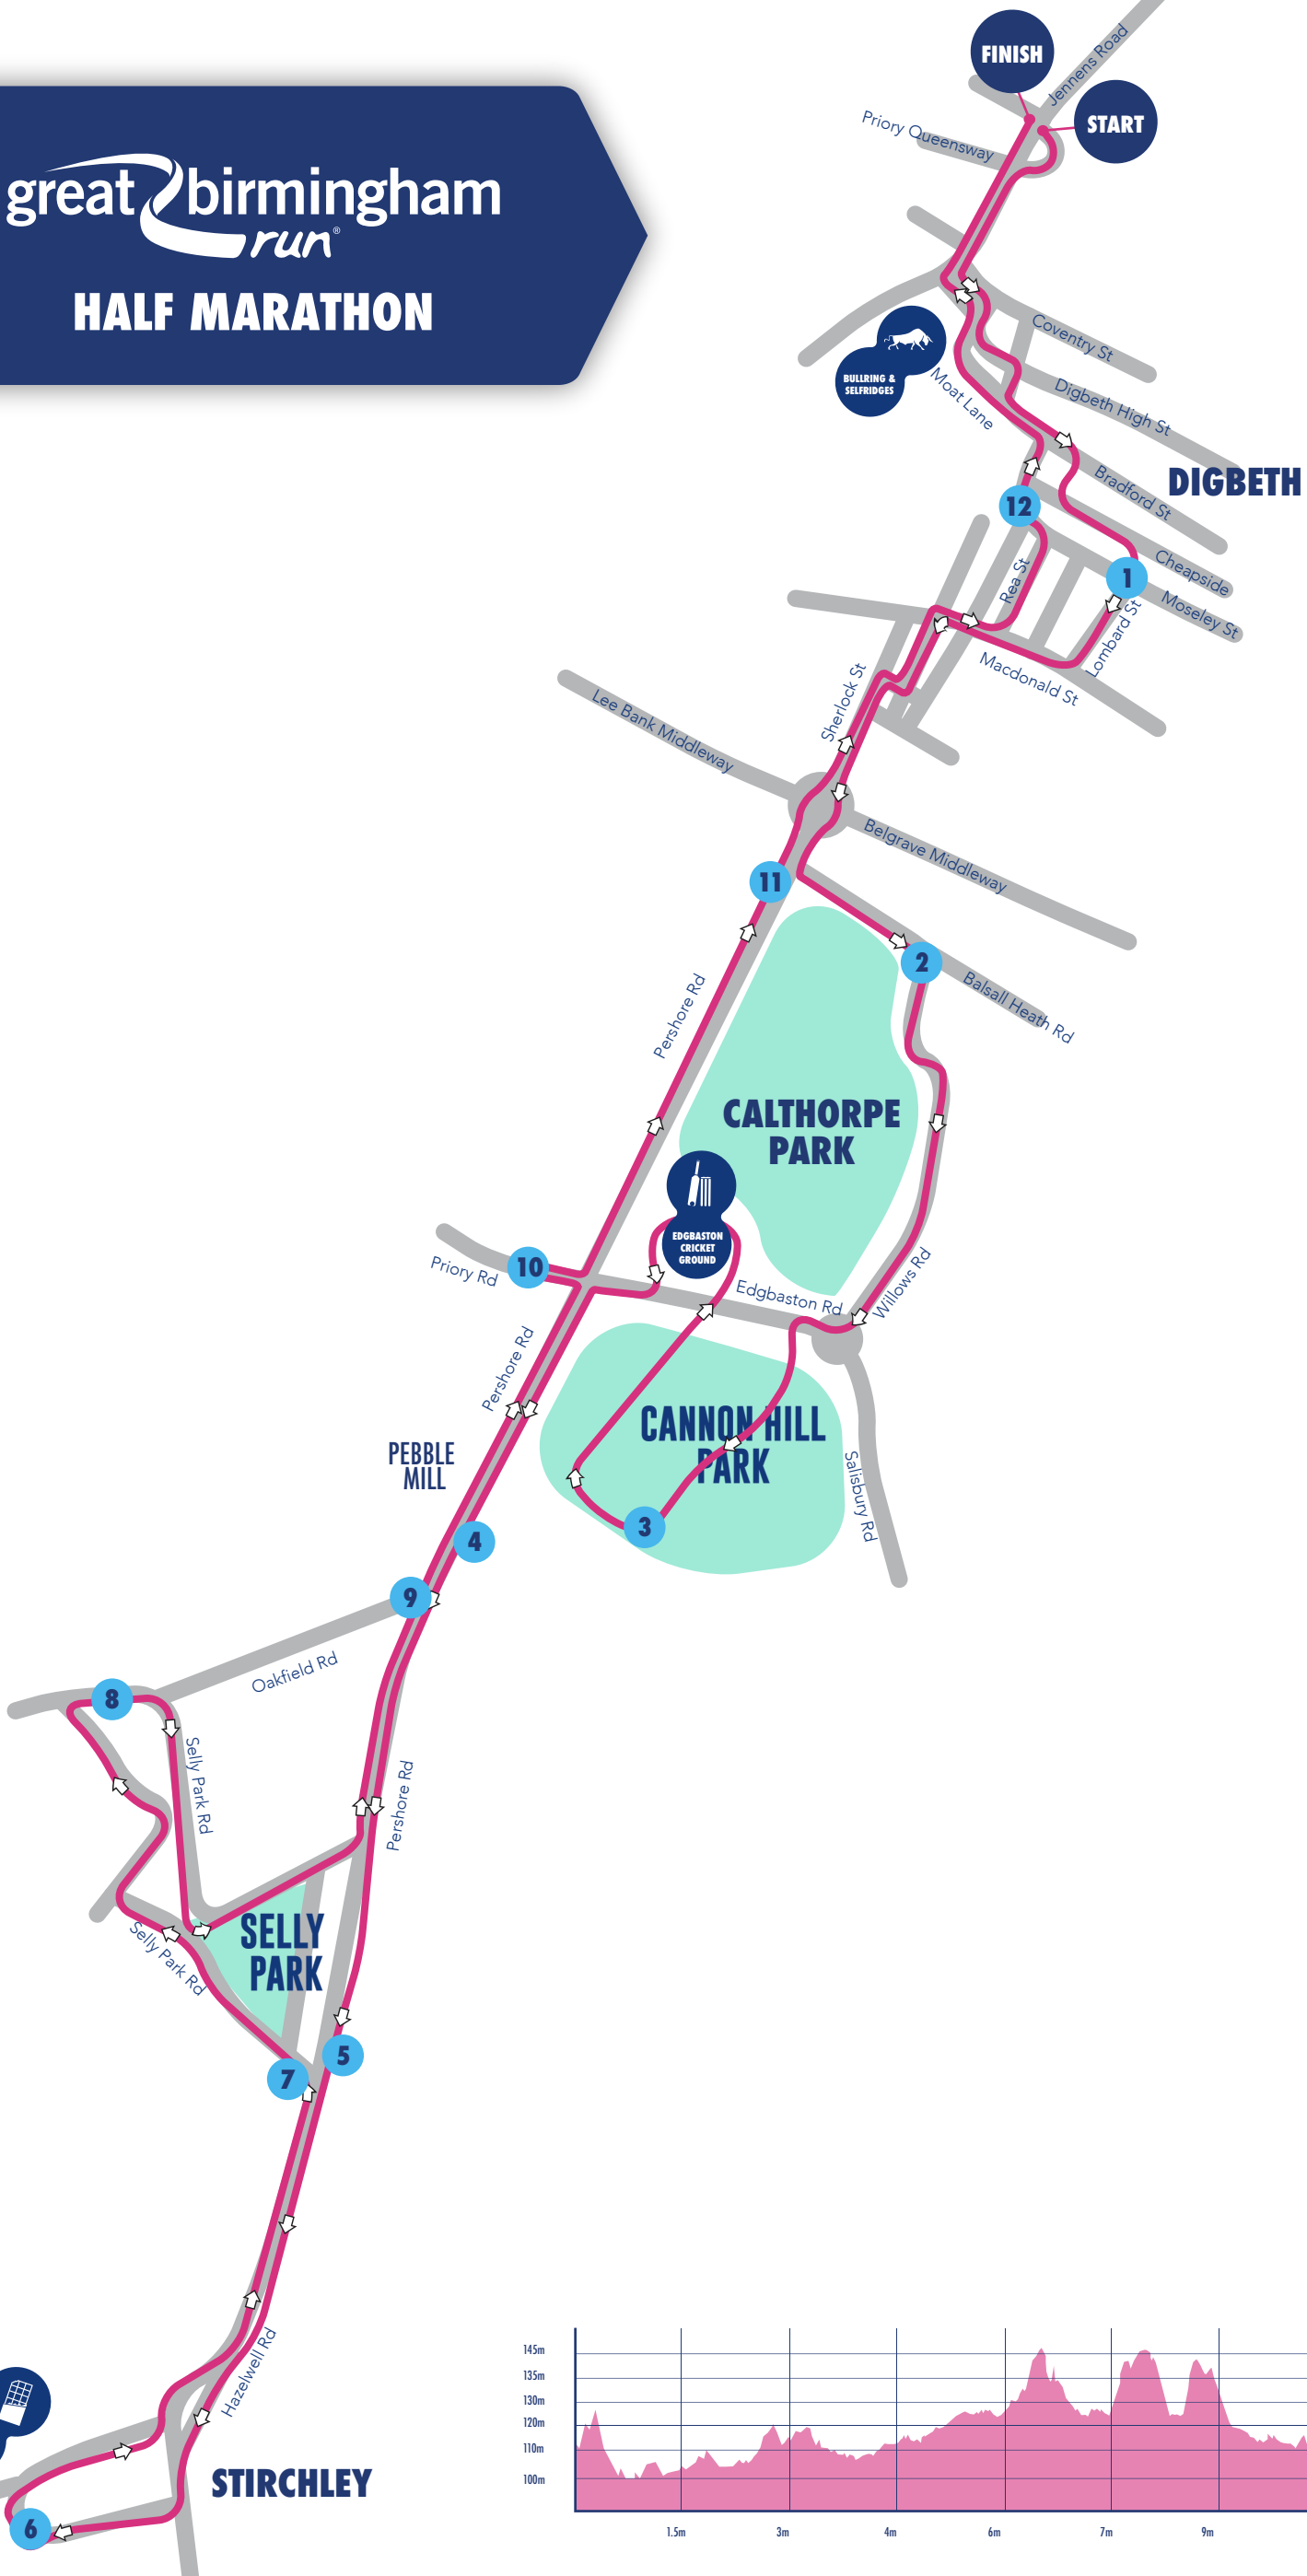 FINISH
Jennens Road
START
Priory Queensway
great birmingham
run®
HALF MARATHON
Coventry St
BULLRING &
SELFRIDGES
Moat Lane
Digbeth High St
DIGBETH
Bradford St
12
Cheapside
1
Rea St
Moseley St
Lombard St
Macdonald St
Sherlock St
Lee Bank Middleway
Belgrave Middleway
11
2
Balsall Heath Rd
Pershore Rd
CALTHORPE
PARK
EDGBASTON
CRICKET
GROUND
10
Priory Rd
Edgbaston Rd
Willows Rd
Pershore Rd
CANNON HILL
PARK
PEBBLE
MILL
Salisbury Rd
3
4
9
Oakfield Rd
8
Selly Park Rd
Pershore Rd
SELLY
PARK
Selly Park Rd
5
7
Hazelwell Rd
STIRCHLEY
6
145m
135m
130m
120m
110m
100m
1.5m
3m
4m
6m
7m
9m